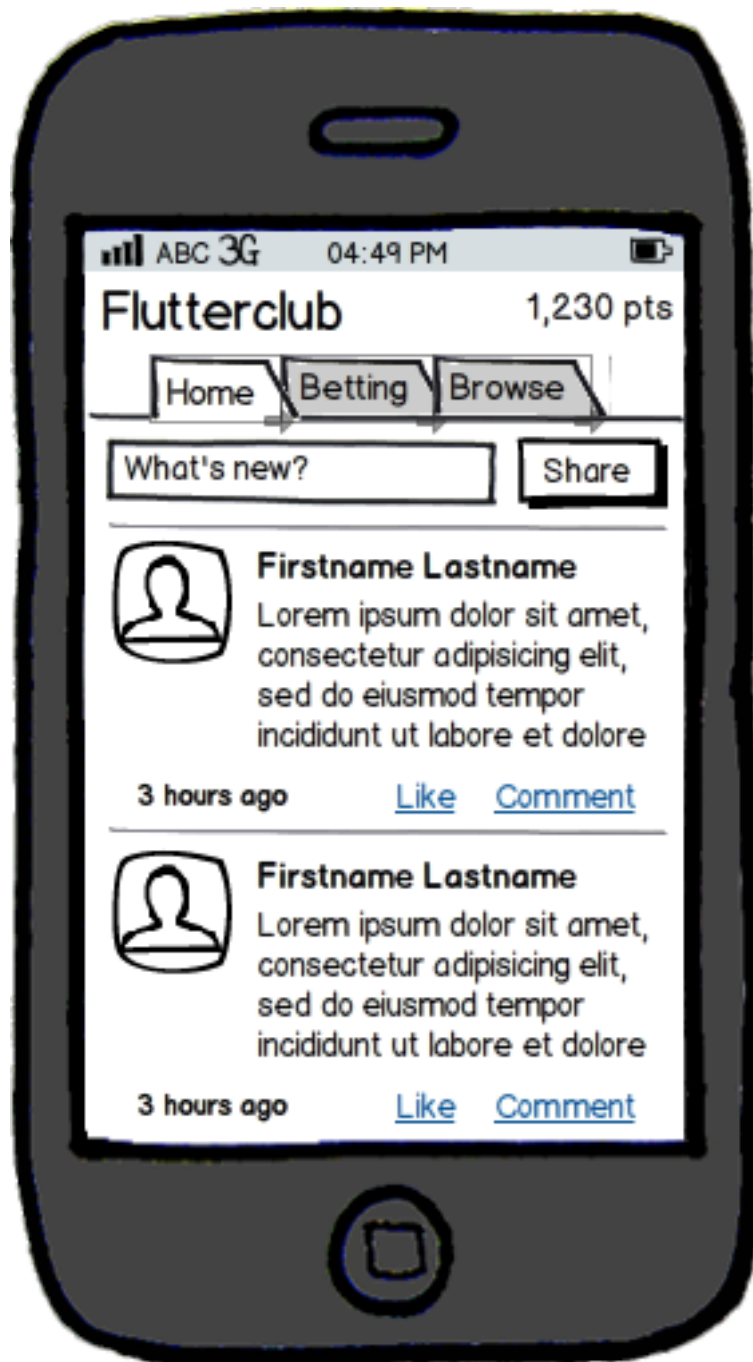 ABC 3G 04:49 PM
Flutterclub 1,230 pts
Home Betting Browse
What's new? Share
Firstname Lastname
Lorem ipsum dolor sit amet,
consectetur adipisicing elit,
sed do eiusmod tempor
incididunt ut labore et dolore
3 hours ago Like Comment
Firstname Lastname
Lorem ipsum dolor sit amet,
consectetur adipisicing elit,
sed do eiusmod tempor
incididunt ut labore et dolore
3 hours ago Like Comment